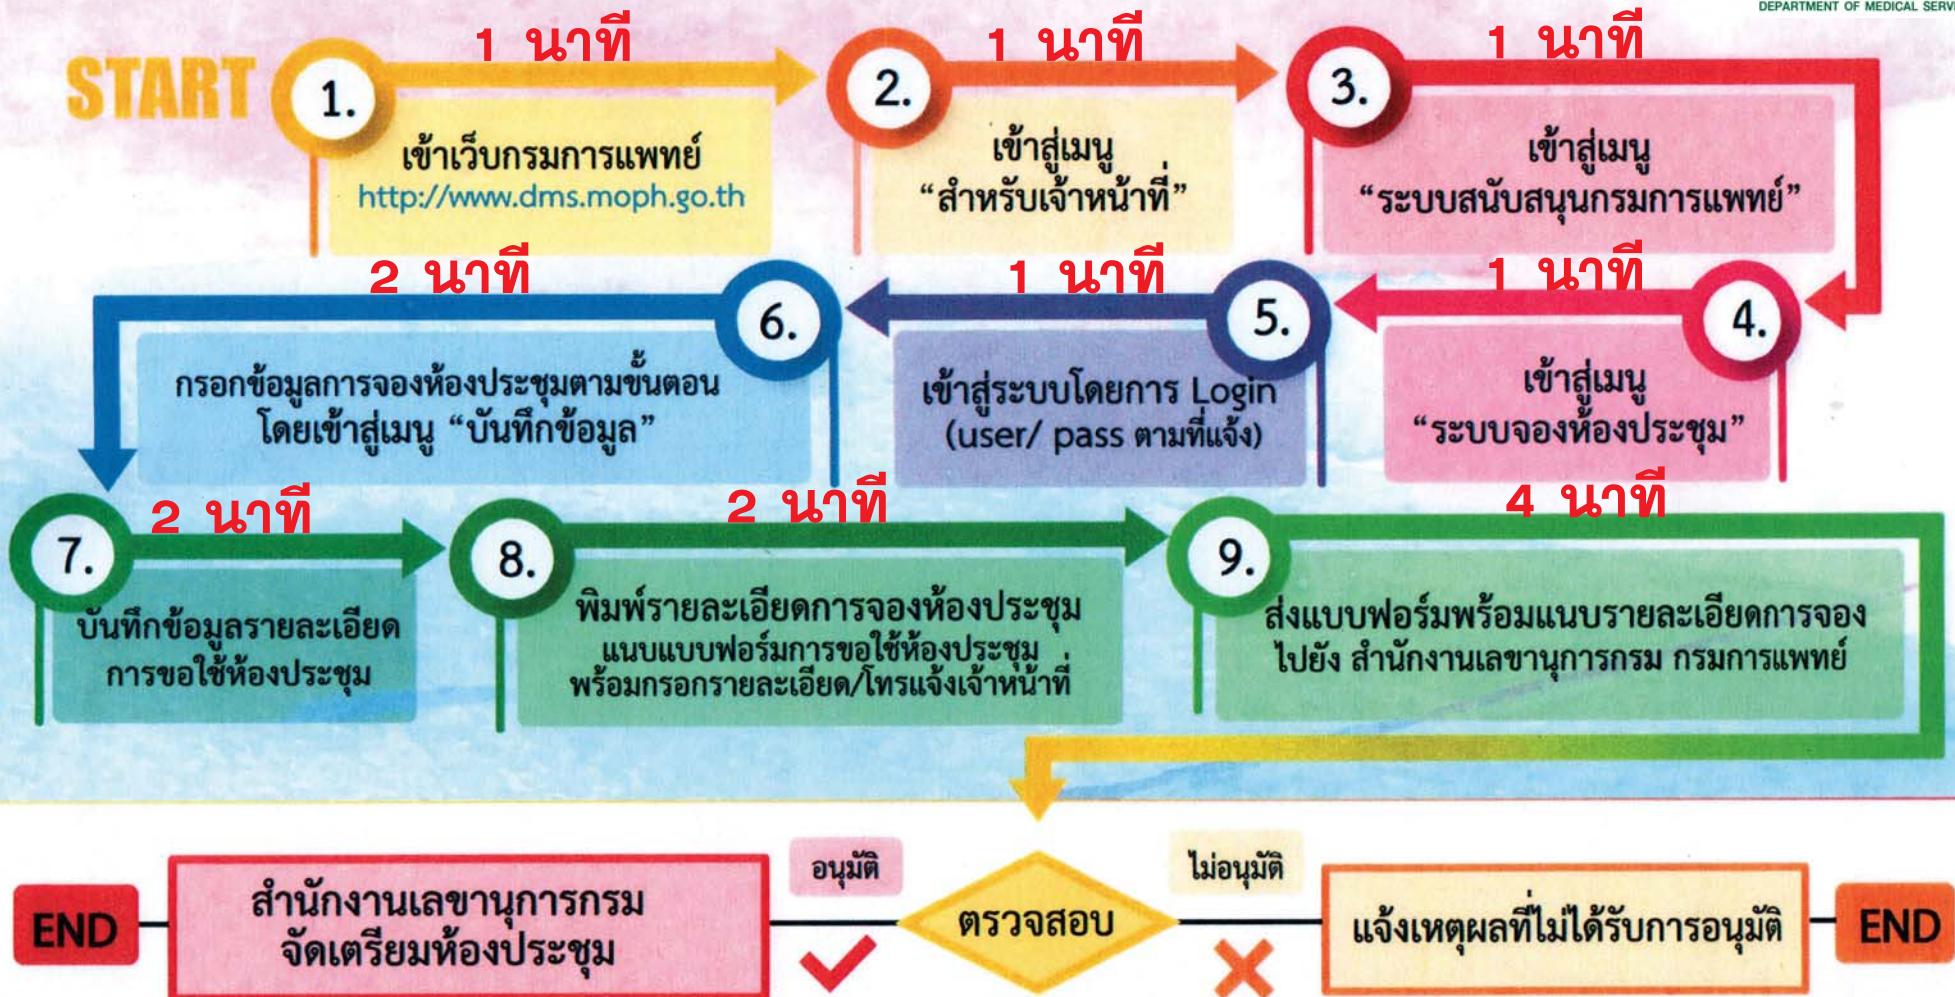 DEPARTMENT OF MEDICAL SERV
START
1.
1 นาที
เข้าเว็บกรมการแพทย์
http://www.dms.moph.go.th
2.
1 นาที
เข้าสู่เมนู
“สำหรับเจ้าหน้าที่”
3.
1 นาที
เข้าสู่เมนู
“ระบบสนับสนุนกรมการแพทย์”
4.
1 นาที
เข้าสู่เมนู
“ระบบจองห้องประชุม”
5.
1 นาที
เข้าสู่ระบบโดยการ Login
(user/ pass ตามที่แจ้ง)
6.
2 นาที
กรอกข้อมูลการจองห้องประชุมตามขั้นตอน
โดยเข้าสู่เมนู “บันทึกข้อมูล”
7.
2 นาที
บันทึกข้อมูลรายละเอียด
การขอใช้ห้องประชุม
8.
2 นาที
พิมพ์รายละเอียดการจองห้องประชุม
แนบแบบฟอร์มการขอใช้ห้องประชุม
พร้อมกรอกรายละเอียด/โทรแจ้งเจ้าหน้าที่
9.
4 นาที
ส่งแบบฟอร์มพร้อมแนบรายละเอียดการจอง
ไปยัง สำนักงานเลขานุการกรม กรมการแพทย์
ตรวจสอบ
อนุมัติ
สำนักงานเลขานุการกรม
จัดเตรียมห้องประชุม
END
ไม่อนุมัติ
แจ้งเหตุผลที่ไม่ได้รับการอนุมัติ
END